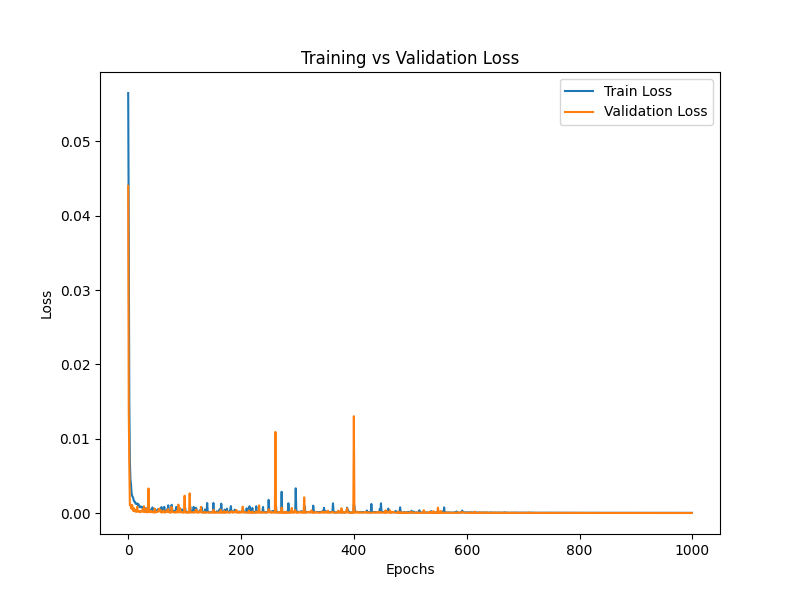 Training vs Validation Loss
Train Loss
Validation Loss
0.05
0.04
0.03
0.02
0.01
0.00
Loss
0 200 400 600 800 1000
Epochs